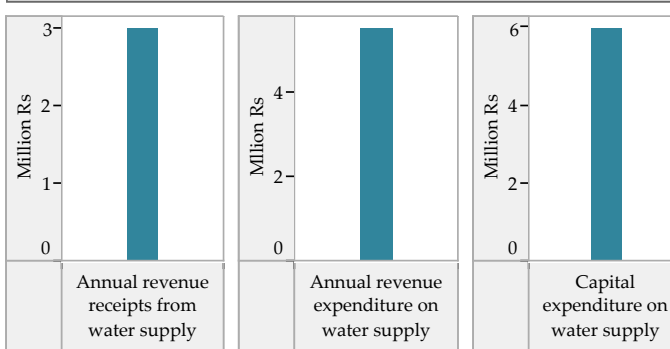 3
2
1
0
Million Rs
Annual revenue
receipts from
water supply
4
2
0
MIlion Rs
Annual revenue
expenditure on
water supply
6
4
2
0
Million Rs
Capital
expenditure on
water supply